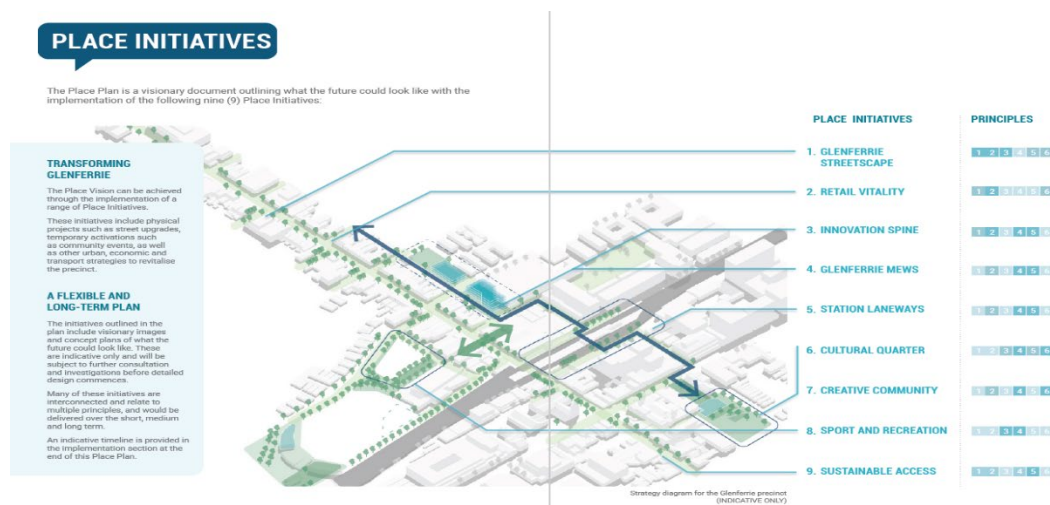 PLACE INITIATIVES
The Place Plan is a visionary document outlining what the future could look like with the
implementation of the following nine (9) Place Initiatives:
TRANSFORMING
GLENFERRIE
The Place Vision can be achieved
through the implementation of a
range of Place Initiatives.
These initiatives include physical
projects such as street upgrades,
temporary activations such
as community events, as well
as other urban, economic and
transport strategies to revitalise
the precinct.
A FLEXIBLE AND
LONG-TERM PLAN
The initiatives outlined in the
plan include visionary images
and concept plans of what the
future could look like. These
are indicative only and will be
subject to further consultation
and investigations before detailed
design commences.
Many of these initiatives are
interconnected and relate to
multiple principles, and would be
delivered over the short, medium
and long term.
An indicative timeline is provided in
the implementation section at the
end of this Place Plan.
PLACE INITIATIVES PRINCIPLES
1. GLENFERRIE
STREETSCAPE 1 2 3 4 5 6
2. RETAIL VITALITY 1 2 3 4 5 6
3. INNOVATION SPINE 1 2 3 4 5 6
4. GLENFERRIE MEWS 1 2 3 4 5 6
5. STATION LANEWAYS 1 2 3 4 5 6
6. CULTURAL QUARTER 1 2 3 4 5 6
7. CREATIVE COMMUNITY 1 2 3 4 5 6
8. SPORT AND RECREATION 1 2 3 4 5 6
9. SUSTAINABLE ACCESS 1 2 3 4 5 6
Strategy diagram for the Glenferrie precinct
(INDICATIVE ONLY)